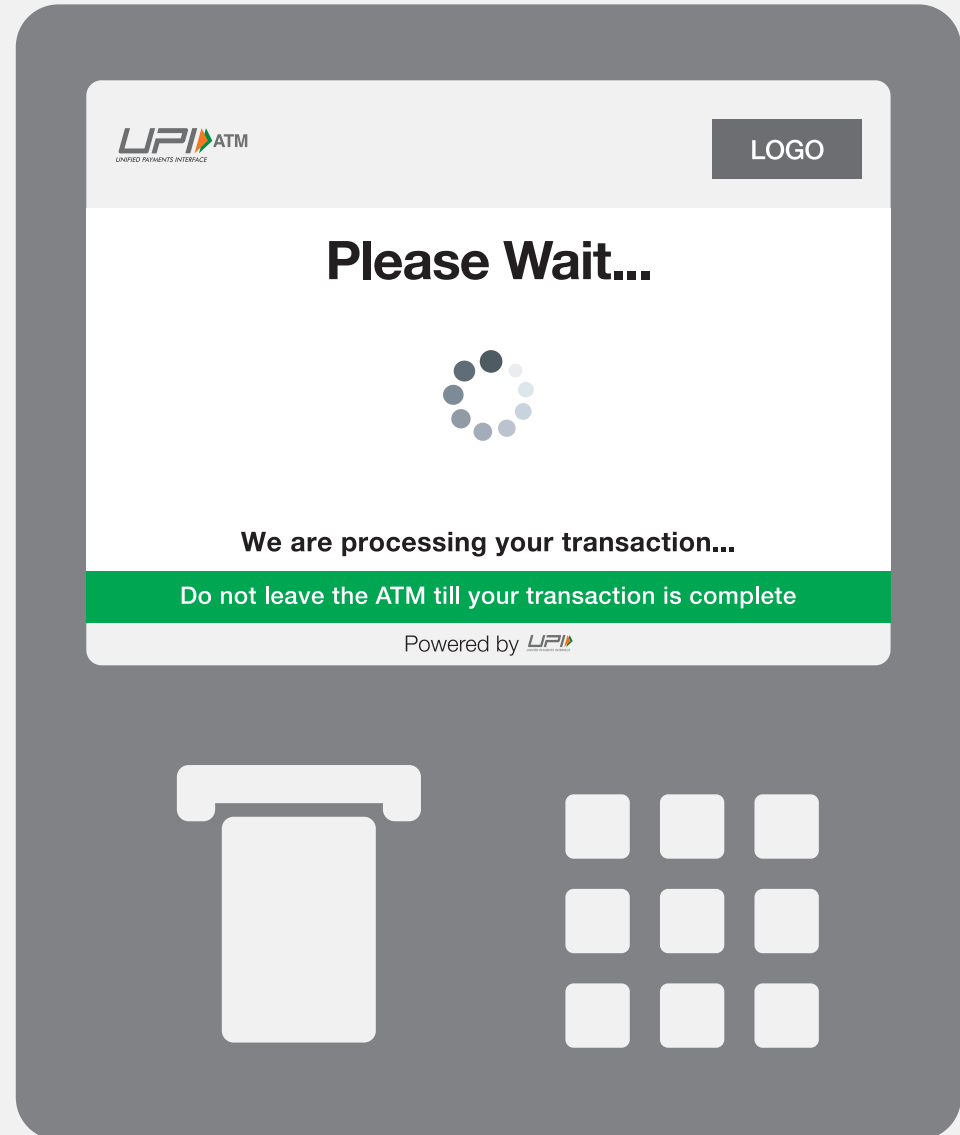 UPI ATM
UNIFIED PAYMENTS INTERFACE
LOGO
Please Wait...
We are processing your transaction...
Do not leave the ATM till your transaction is complete
Powered by UPI